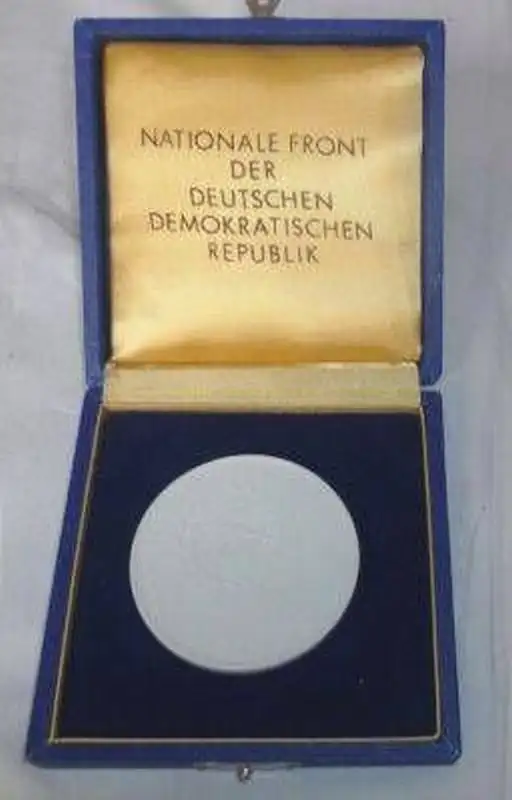 NATIONALE FRONT
DER
DEUTSCHEN
DEMOKRATISCHEN
REPUBLIK